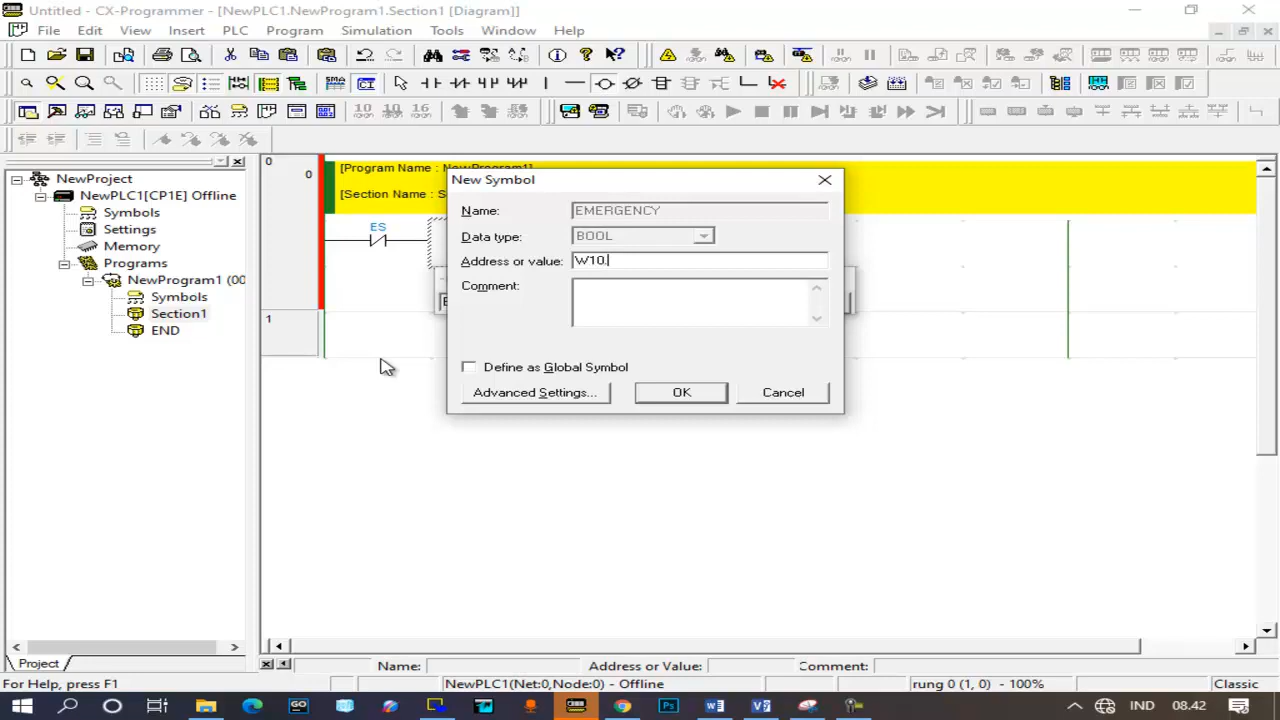 Untitled - CX-Programmer - [NewPLC1.NewProgram1.Section1 [Diagram]]
File Edit View Insert PLC Program Tools Simulation Window Help
NewProject
NewPLC1[CP1E] Offline
Symbols
Settings
Memory
Programs
NewProgram1 (00
Symbols
Section1
END
Project
0
0
[Program Name : NewProgram1]
[Section Name : S
ES
1
New Symbol
Name: EMERGENCY
Data type: BOOL
Address or value: W10.
Comment:
Define as Global Symbol
Advanced Settings... OK Cancel
Name: Address or Value: Comment:
For Help, press F1 NewPLC1(Net:0,Node:0) - Offline rung 0 (1, 0) - 100% Classic
IND 08.42